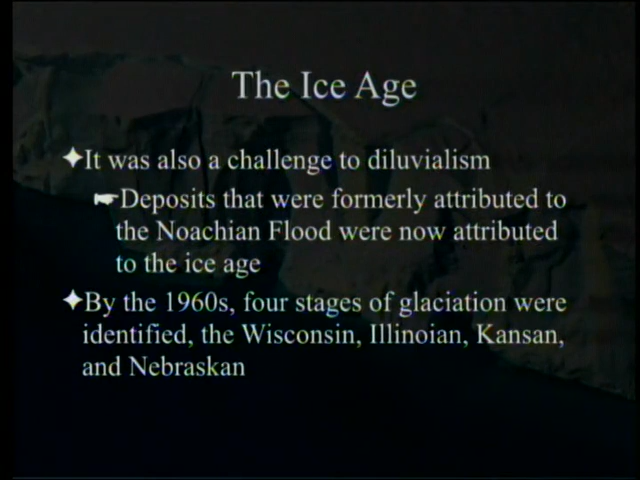 The Ice Age
It was also a challenge to diluvialism
Deposits that were formerly attributed to
the Noachian Flood were now attributed
to the ice age
By the 1960s, four stages of glaciation were
identified, the Wisconsin, Illinoian, Kansan,
and Nebraskan